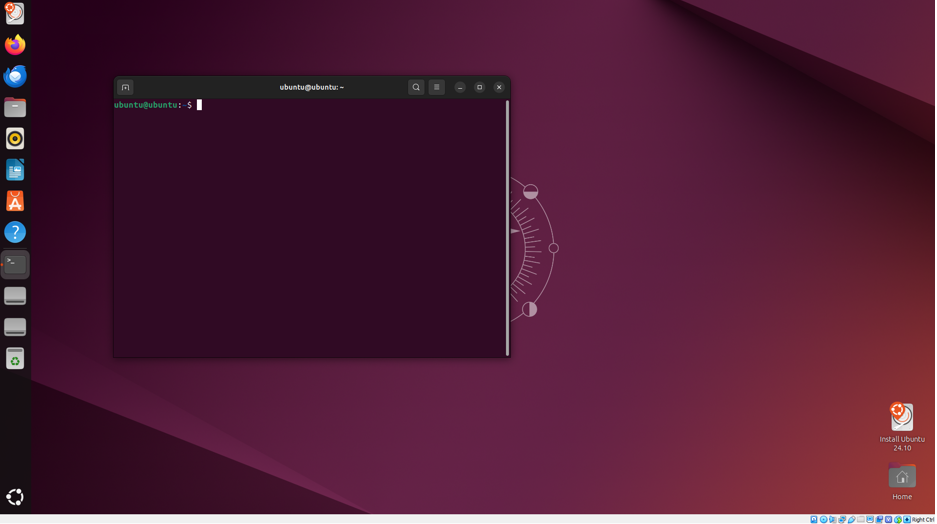 ubuntu@ubuntu: ~
ubuntu@ubuntu:~$
Install Ubuntu
24.10
Home
Right Ctrl